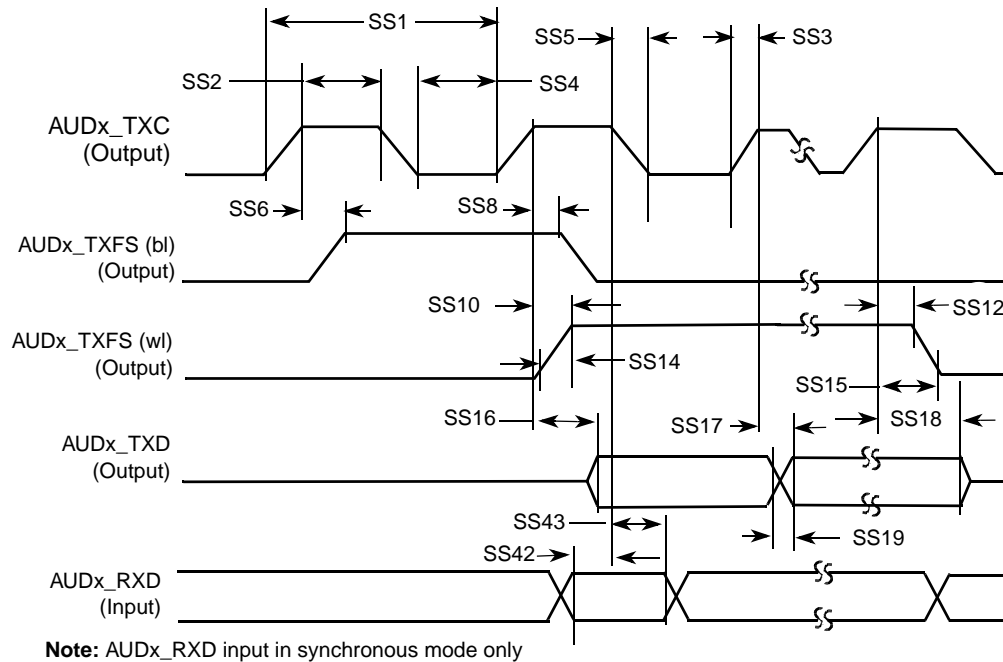 SS1
SS5
SS3
SS2
SS4
AUDx_TXC
(Output)
SS6
SS8
AUDx_TXFS (bl)
(Output)
SS10
SS12
AUDx_TXFS (wl)
(Output)
SS14
SS15
SS16
SS17
SS18
AUDx_TXD
(Output)
SS43
SS19
SS42
AUDx_RXD
(Input)
Note: AUDx_RXD input in synchronous mode only